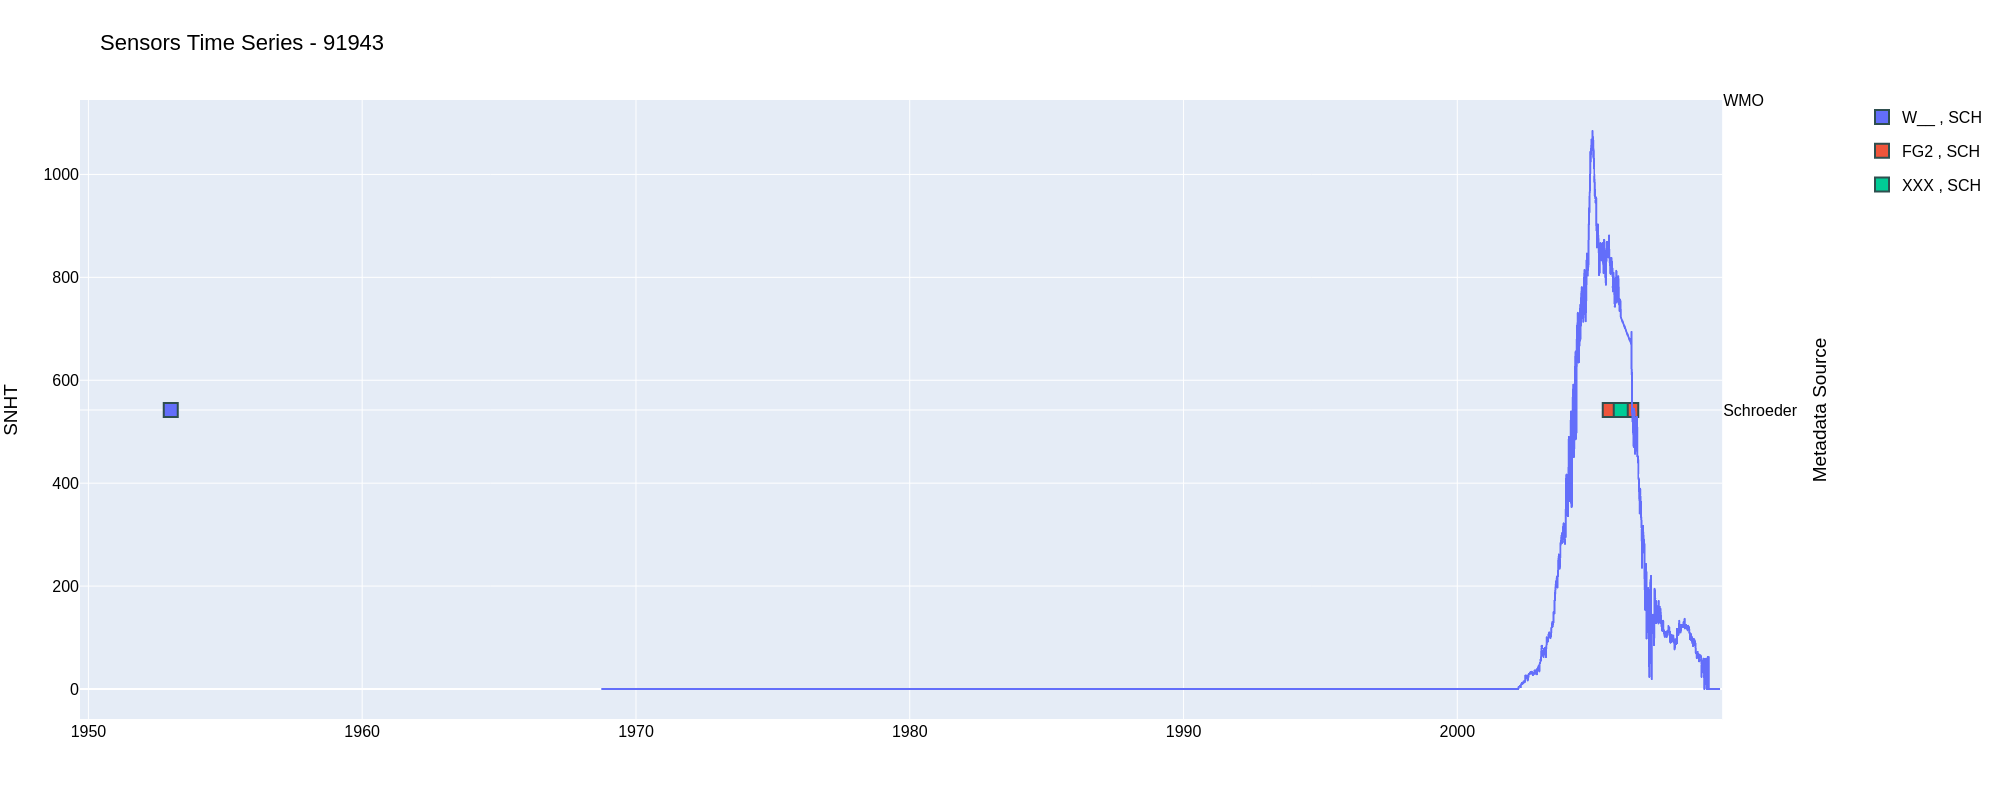 Sensors Time Series - 91943
WMO
W__ , SCH
FG2 , SCH
XXX , SCH
1000
800
600
400
200
0
SNHT
Schroeder
Metadata Source
1950
1960
1970
1980
1990
2000